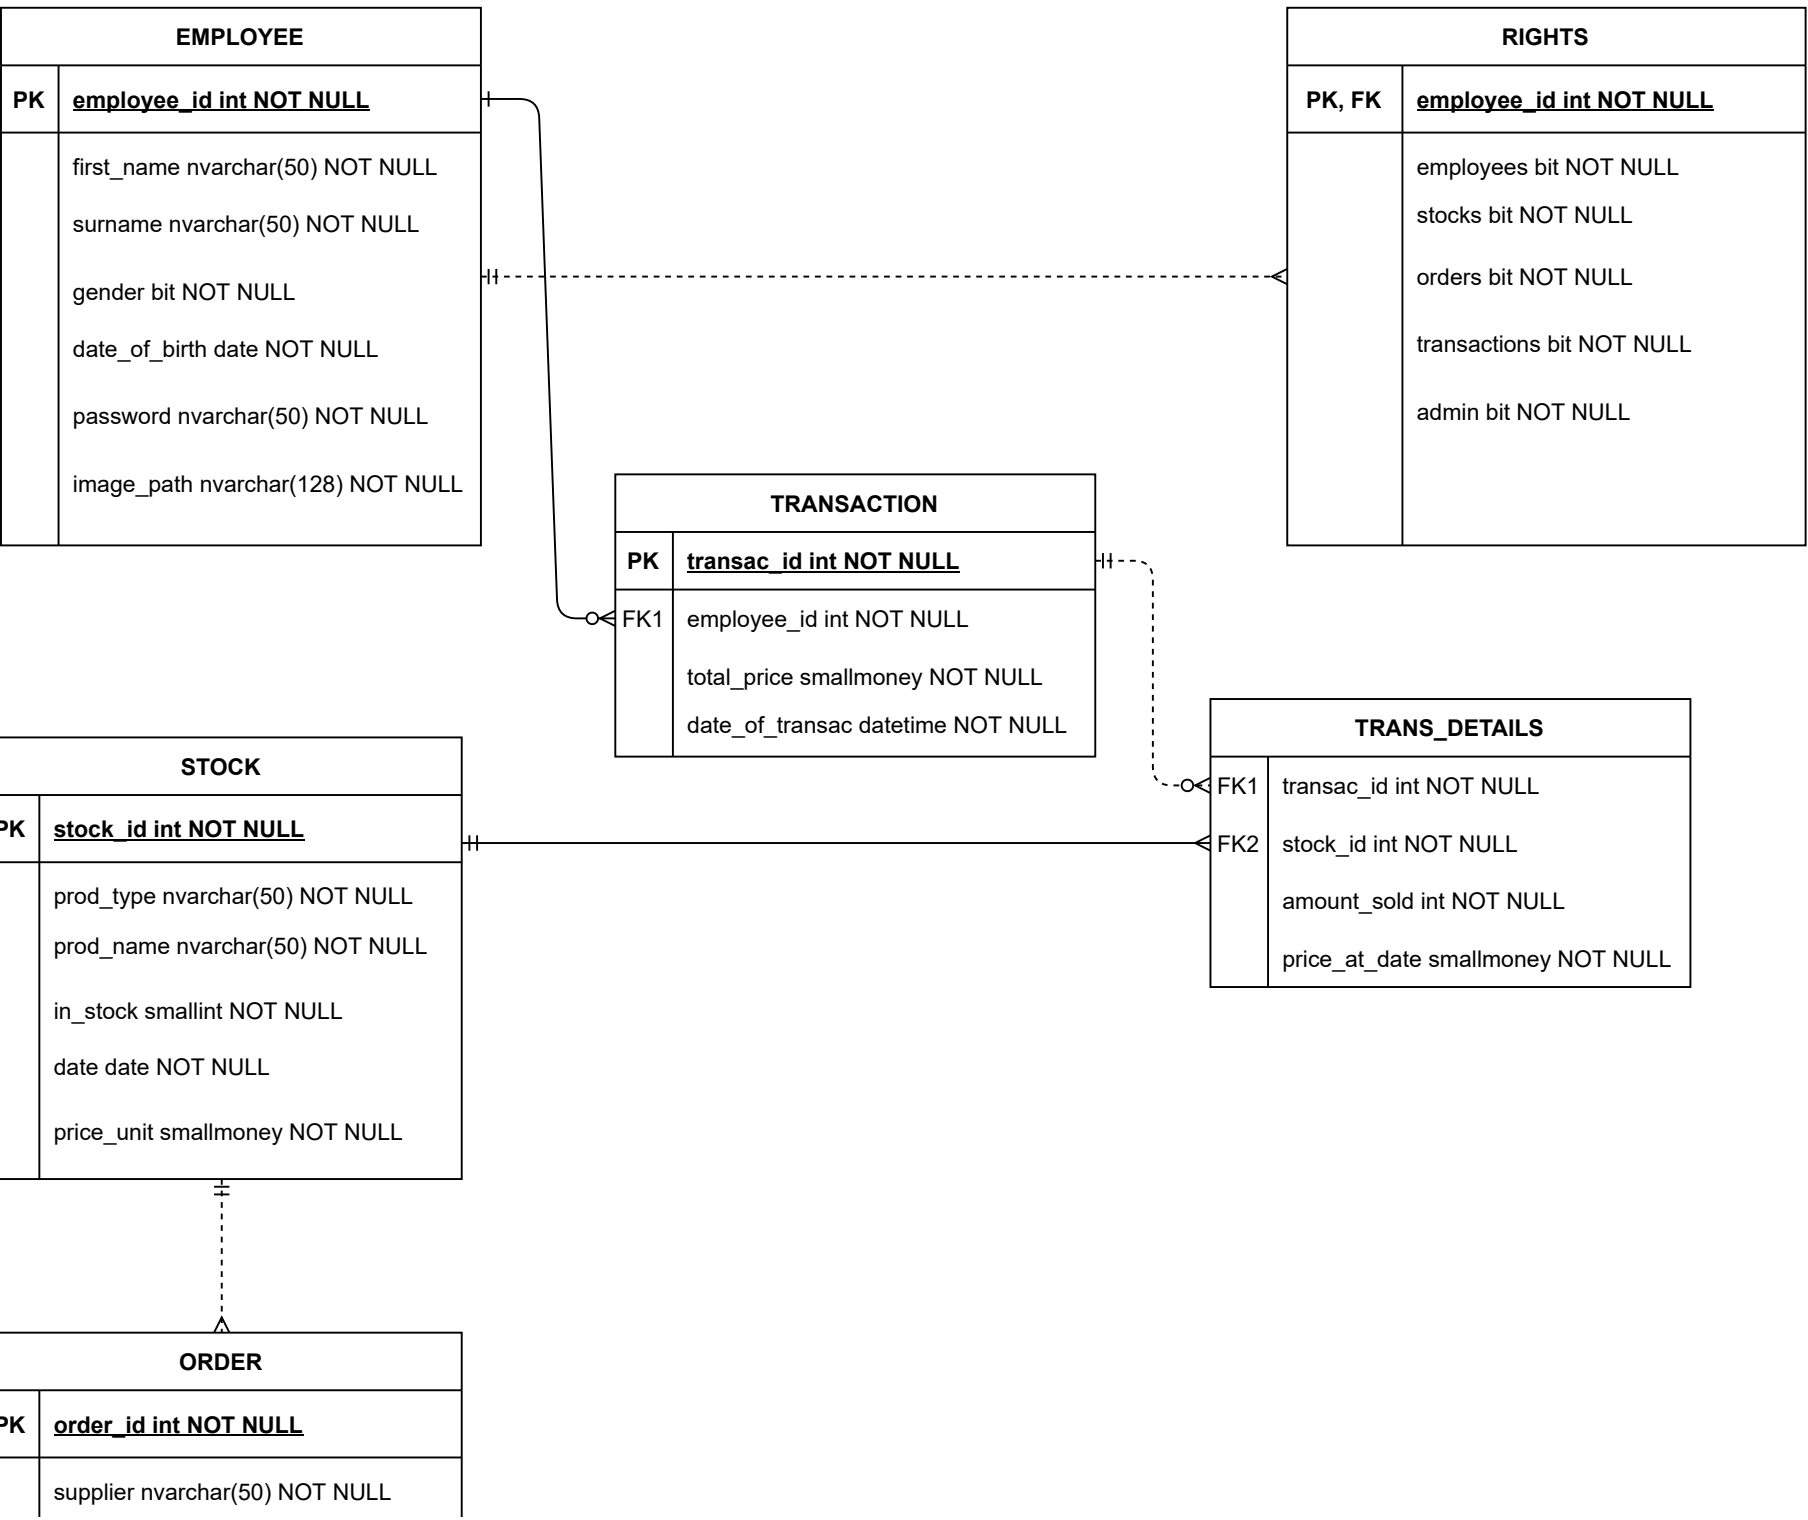 EMPLOYEE
PK employee_id int NOT NULL
first_name nvarchar(50) NOT NULL
surname nvarchar(50) NOT NULL
gender bit NOT NULL
date_of_birth date NOT NULL
password nvarchar(50) NOT NULL
image_path nvarchar(128) NOT NULL
RIGHTS
PK, FK employee_id int NOT NULL
employees bit NOT NULL
stocks bit NOT NULL
orders bit NOT NULL
transactions bit NOT NULL
admin bit NOT NULL
TRANSACTION
PK transac_id int NOT NULL
FK1 employee_id int NOT NULL
total_price smallmoney NOT NULL
date_of_transac datetime NOT NULL
TRANS_DETAILS
FK1 transac_id int NOT NULL
FK2 stock_id int NOT NULL
amount_sold int NOT NULL
price_at_date smallmoney NOT NULL
STOCK
PK stock_id int NOT NULL
prod_type nvarchar(50) NOT NULL
prod_name nvarchar(50) NOT NULL
in_stock smallint NOT NULL
date date NOT NULL
price_unit smallmoney NOT NULL
ORDER
PK order_id int NOT NULL
supplier nvarchar(50) NOT NULL